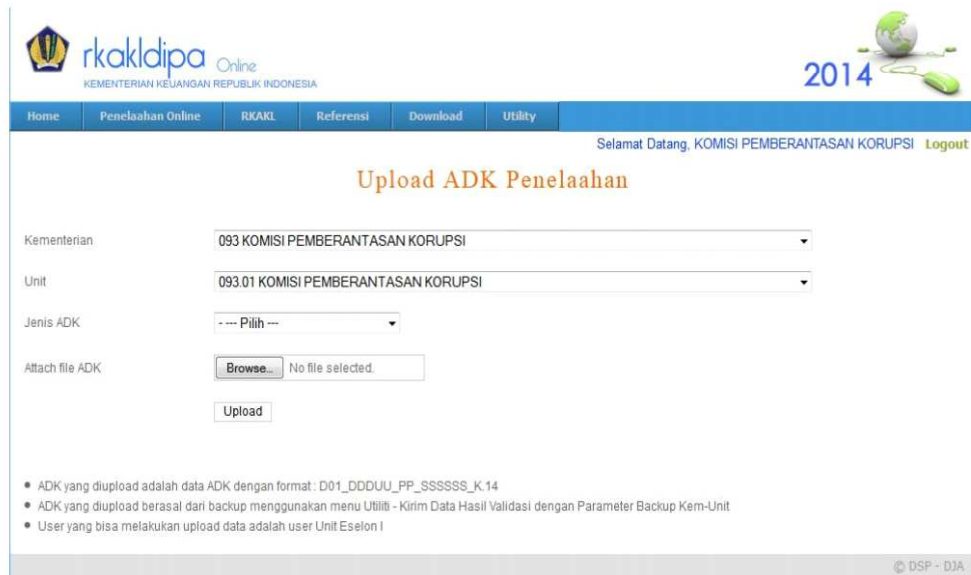 rkakldipa Online
KEMENTERIAN KEUANGAN REPUBLIK INDONESIA
2014
Home Penelaahan Online RKAKL Referensi Download Utility
Selamat Datang, KOMISI PEMBERANTASAN KORUPSI Logout
Upload ADK Penelaahan
Kementerian 093 KOMISI PEMBERANTASAN KORUPSI
Unit 093.01 KOMISI PEMBERANTASAN KORUPSI
Jenis ADK - --- Pilih ---
Attach file ADK Browse... No file selected.
Upload
• ADK yang diupload adalah data ADK dengan format : D01_DDDUU_PP_SSSSSS_K.14
• ADK yang diupload berasal dari backup menggunakan menu Utiliti - Kirim Data Hasil Validasi dengan Parameter Backup Kem-Unit
• User yang bisa melakukan upload data adalah user Unit Eselon I
© DSP - DJA